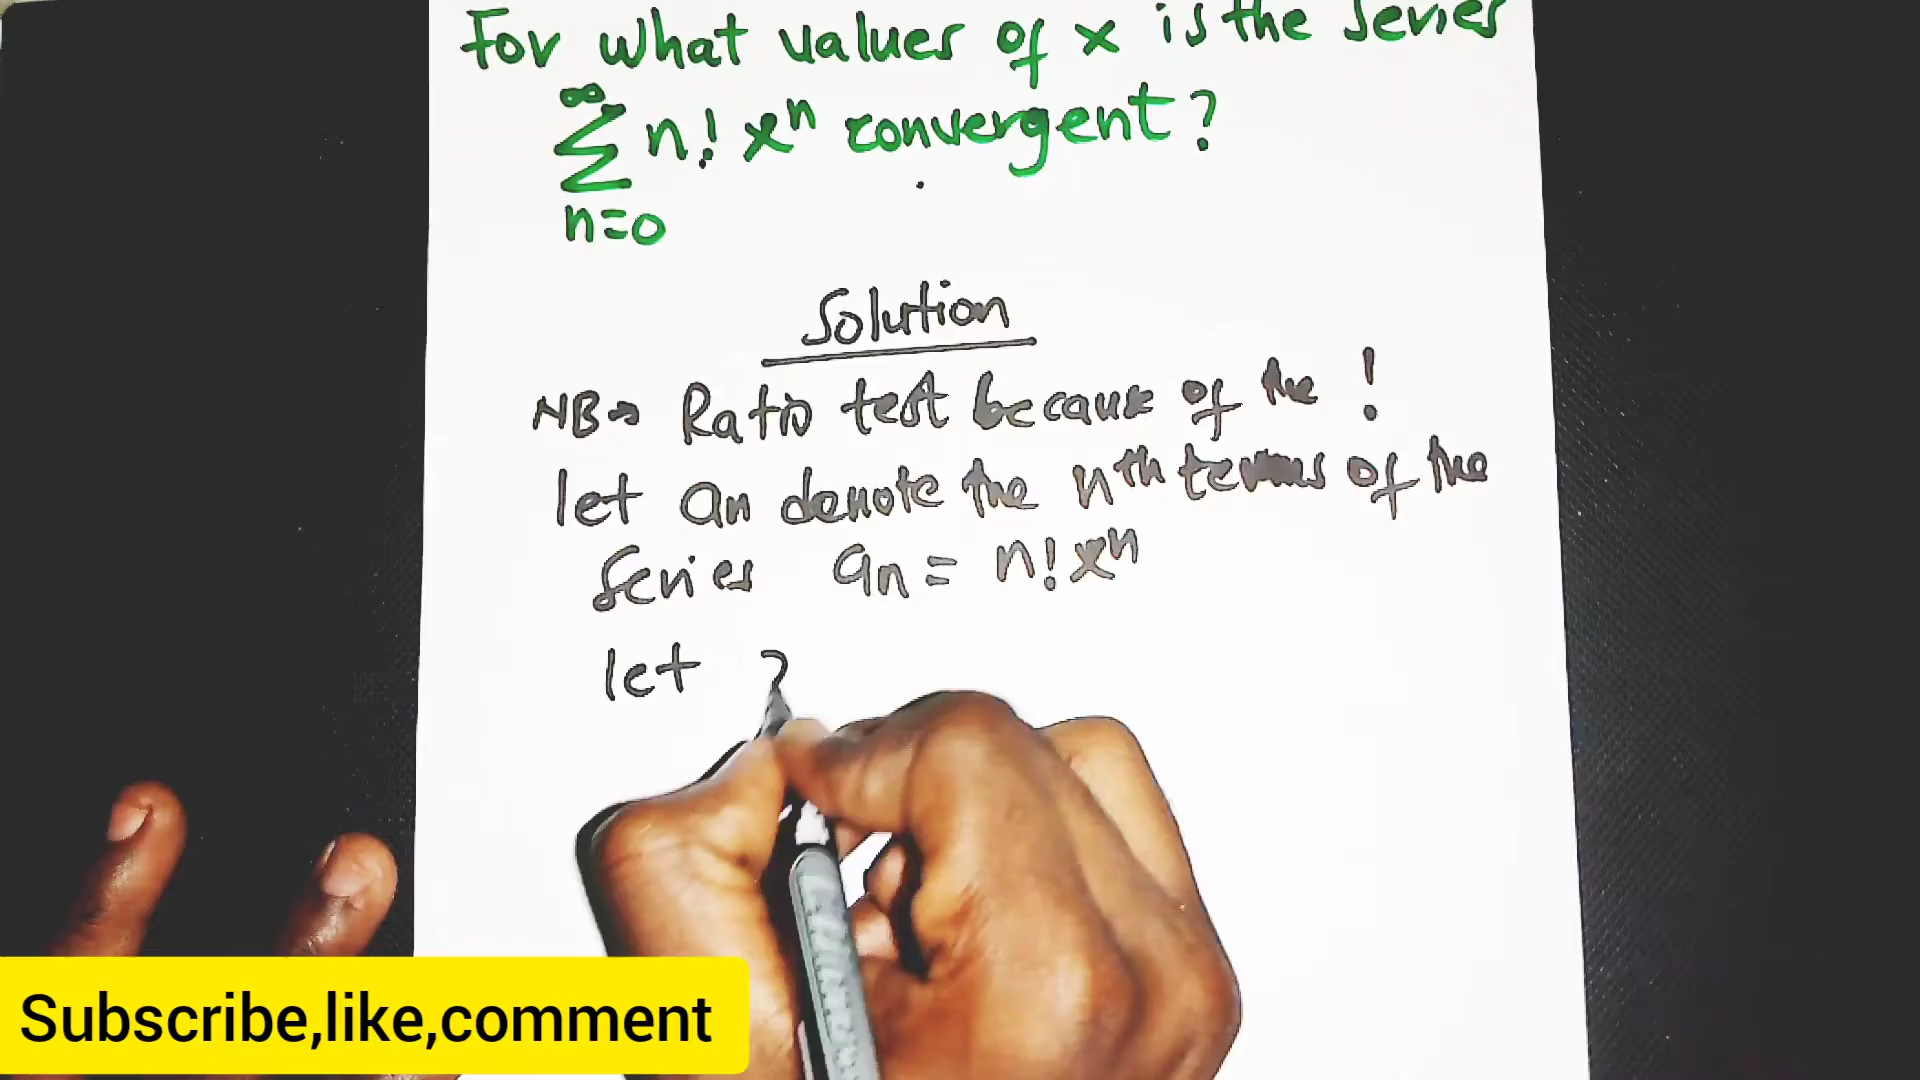 For what values of x is the series
∞
∑ n! xⁿ convergent?
n=0
Solution
NB→ Ratio test because of the !
let an denote the nth terms of the
series an = n! xⁿ
let
Subscribe,like,comment